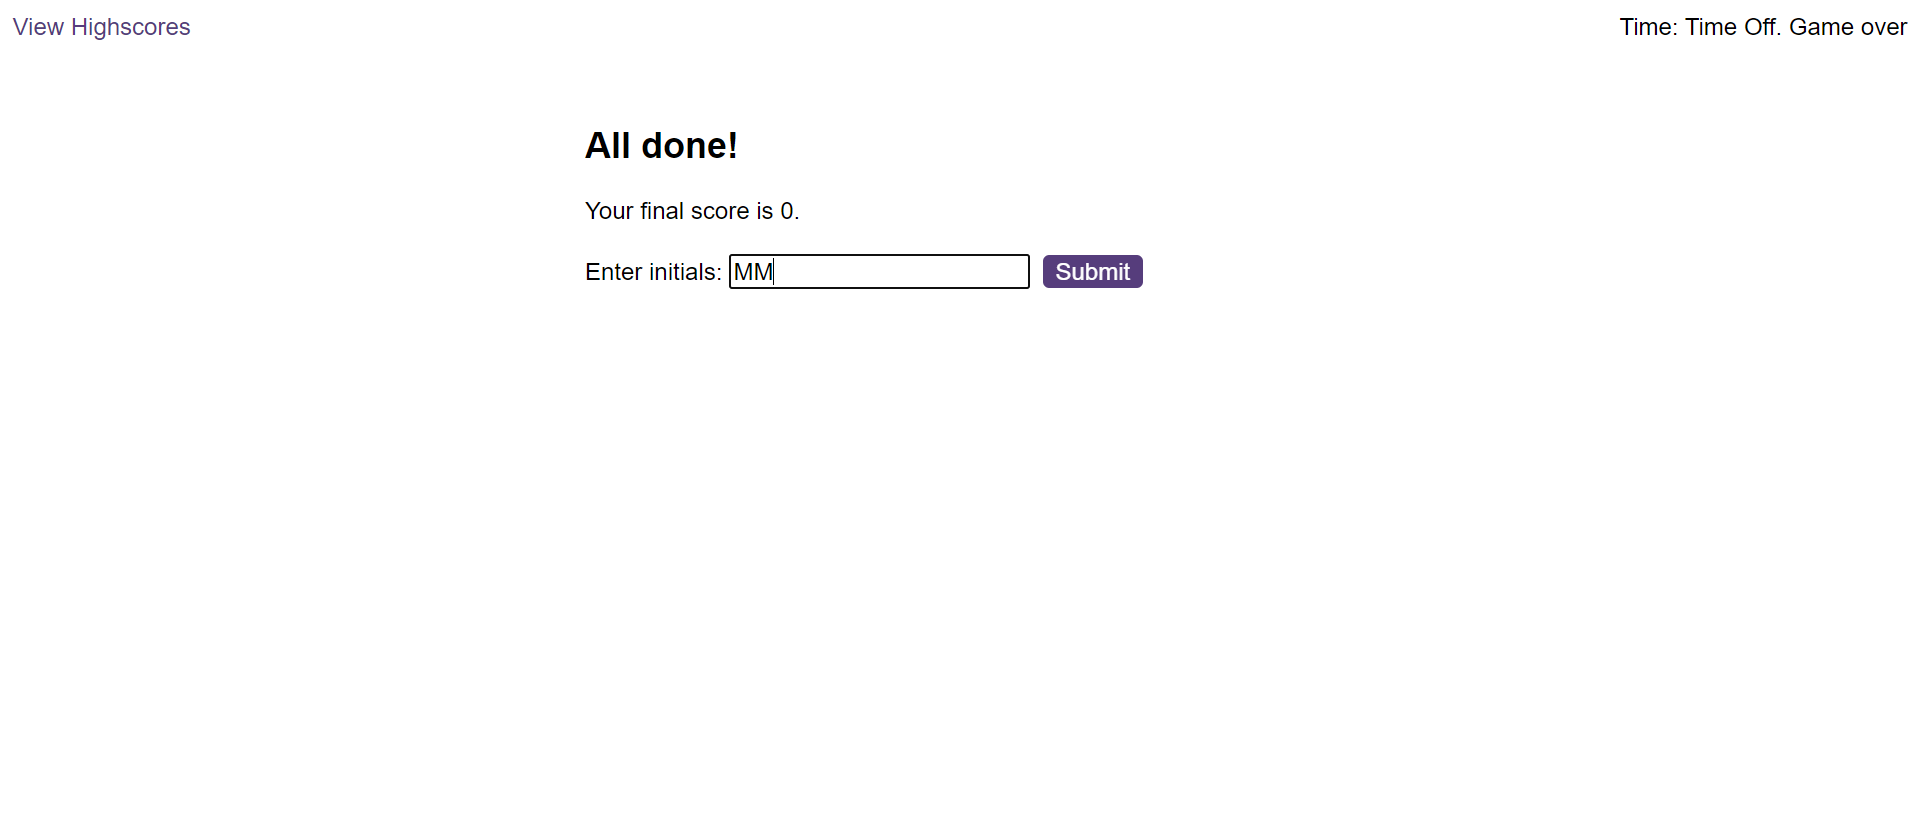 View Highscores
Time: Time Off. Game over
All done!
Your final score is 0.
Enter initials: MM Submit